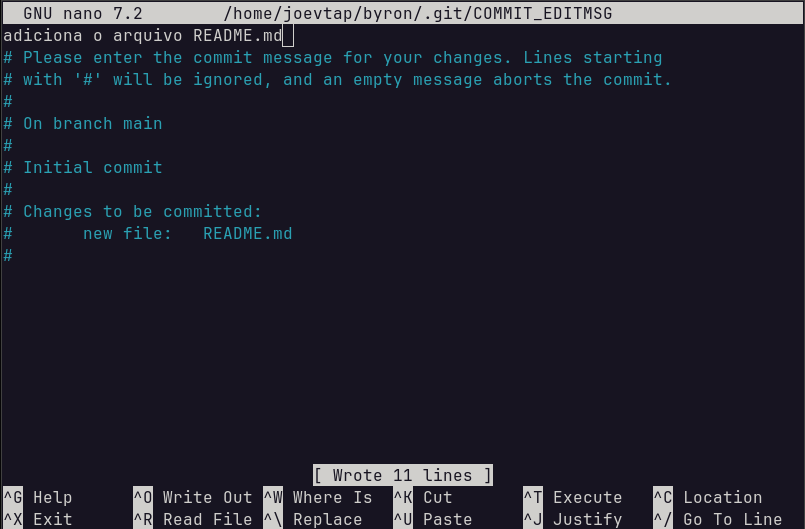 GNU nano 7.2 /home/joevtap/byron/.git/COMMIT_EDITMSG
adiciona o arquivo README.md
# Please enter the commit message for your changes. Lines starting
# with '#' will be ignored, and an empty message aborts the commit.
#
# On branch main
#
# Initial commit
#
# Changes to be committed:
#       new file:   README.md
#
[ Wrote 11 lines ]
^G Help ^O Write Out ^W Where Is ^K Cut ^T Execute ^C Location
^X Exit ^R Read File ^\ Replace ^U Paste ^J Justify ^/ Go To Line